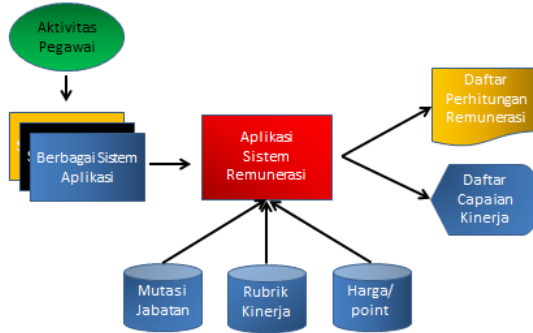 Aktivitas
Pegawai
Daftar
Perhitungan
Remunerasi
S
S
Berbagai Sistem
Aplikasi
Aplikasi
Sistem
Remunerasi
Daftar
Capaian
Kinerja
Mutasi
Jabatan
Rubrik
Kinerja
Harga/
point